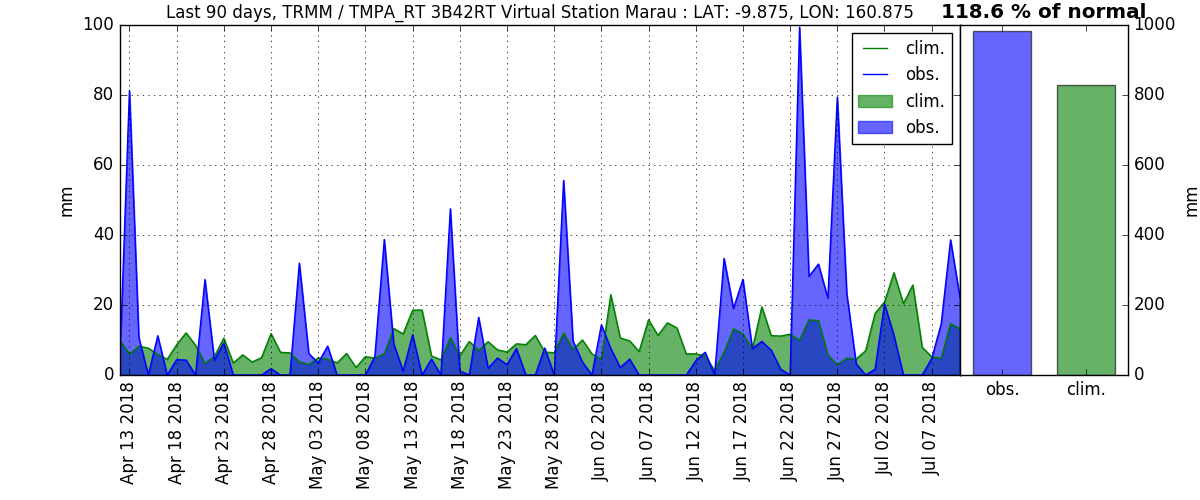 Last 90 days, TRMM / TMPA_RT 3B42RT Virtual Station Marau : LAT: -9.875, LON: 160.875
118.6 % of normal
100
80
60
40
20
0
mm
clim.
obs.
clim.
obs.
1000
800
600
400
200
0
mm
Apr 13 2018
Apr 18 2018
Apr 23 2018
Apr 28 2018
May 03 2018
May 08 2018
May 13 2018
May 18 2018
May 23 2018
May 28 2018
Jun 02 2018
Jun 07 2018
Jun 12 2018
Jun 17 2018
Jun 22 2018
Jun 27 2018
Jul 02 2018
Jul 07 2018
obs.
clim.